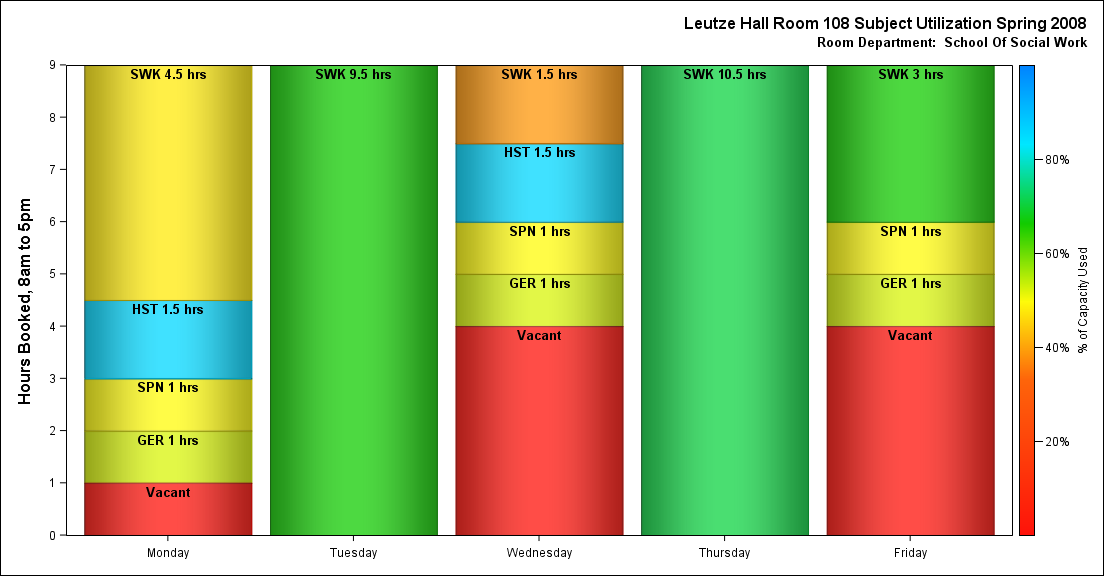 Leutze Hall Room 108 Subject Utilization Spring 2008
Room Department:  School Of Social Work
Hours Booked, 8am to 5pm
9
8
7
6
5
4
3
2
1
0
SWK 4.5 hrs
HST 1.5 hrs
SPN 1 hrs
GER 1 hrs
Vacant
SWK 9.5 hrs
SWK 1.5 hrs
HST 1.5 hrs
SPN 1 hrs
GER 1 hrs
Vacant
SWK 10.5 hrs
SWK 3 hrs
SPN 1 hrs
GER 1 hrs
Vacant
Monday
Tuesday
Wednesday
Thursday
Friday
80%
60%
40%
20%
% of Capacity Used